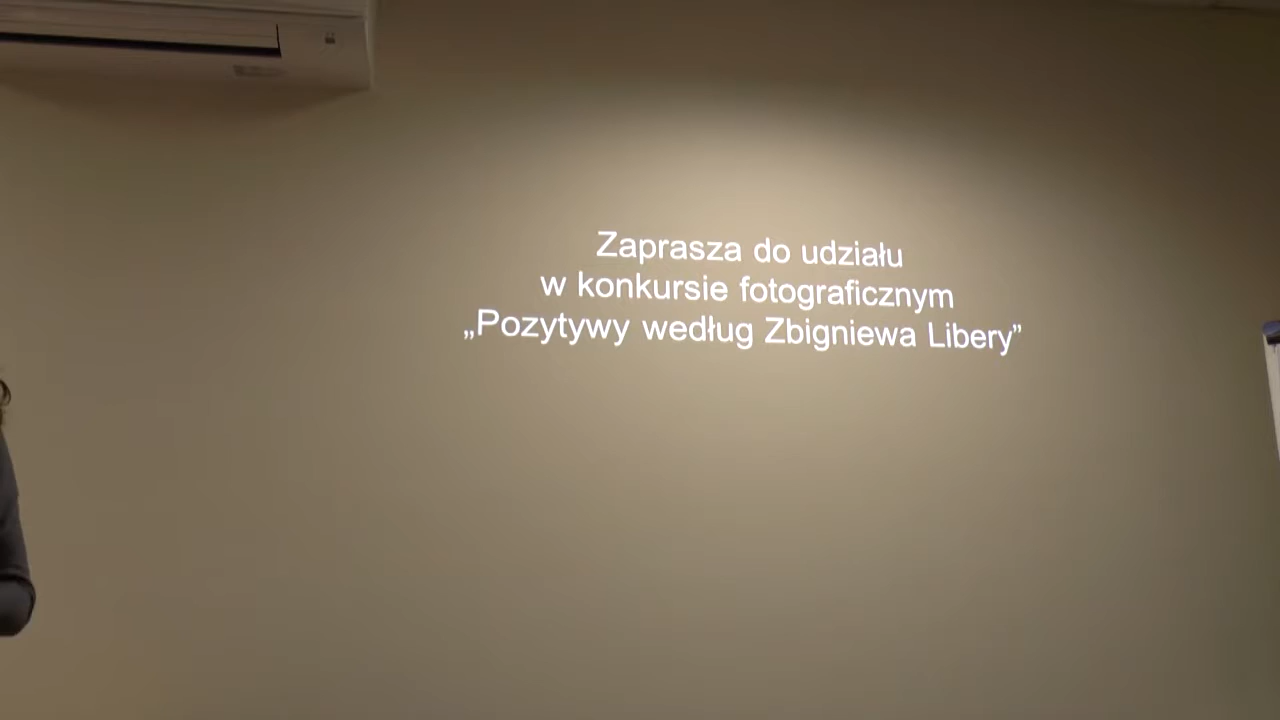 Zaprasza do udziału
w konkursie fotograficznym
„Pozytywy według Zbigniewa Libery”